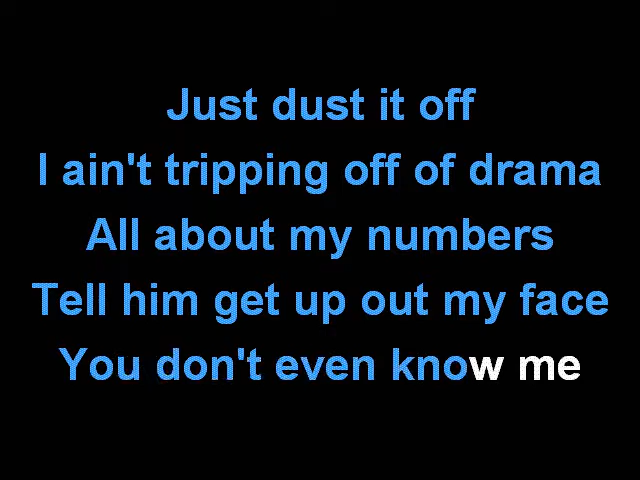 Just dust it off
I ain't tripping off of drama
All about my numbers
Tell him get up out my face
You don't even know me